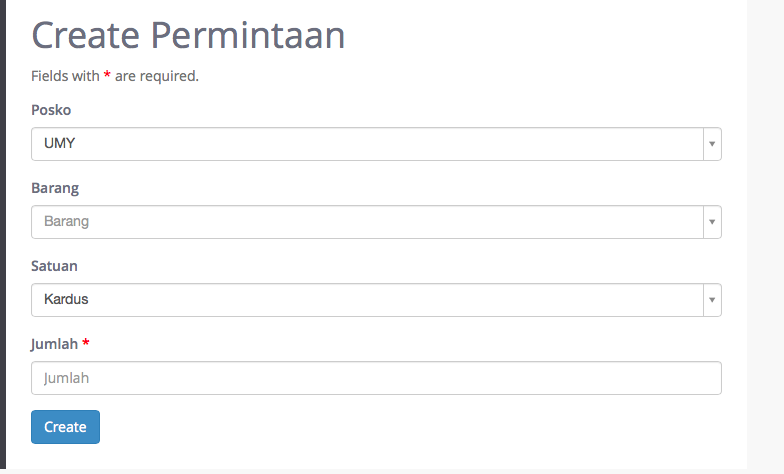 Create Permintaan
Fields with * are required.
Posko
UMY
Barang
Barang
Satuan
Kardus
Jumlah *
Jumlah
Create